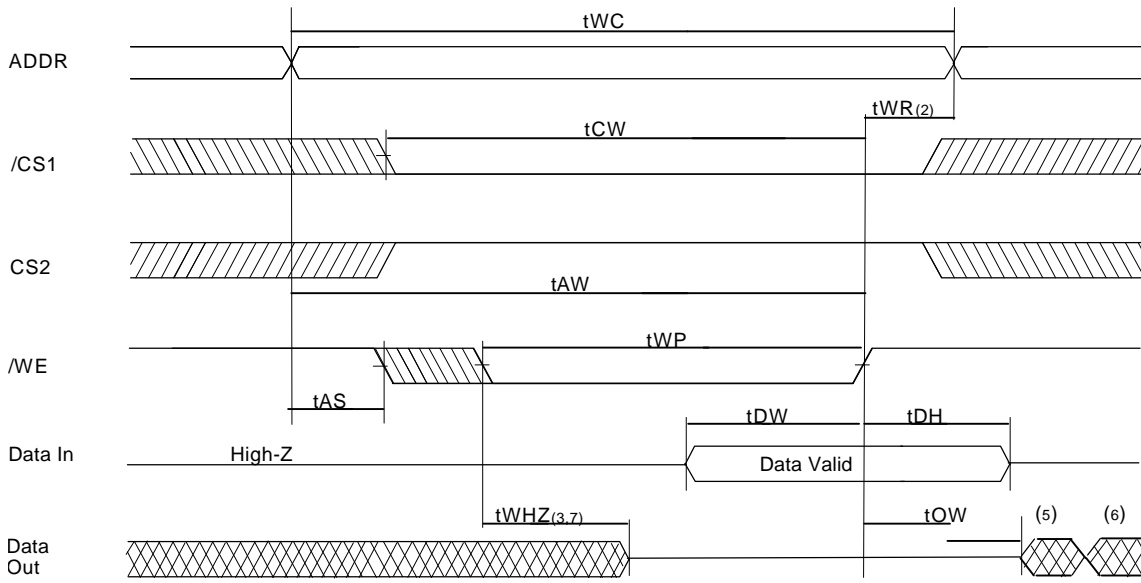 tWC
ADDR
tWR(2)
tCW
/CS1
CS2
tAW
tWP
/WE
tAS
tDW
tDH
Data In
High-Z
Data Valid
tWHZ(3,7)
tOW
(5)
(6)
Data
Out